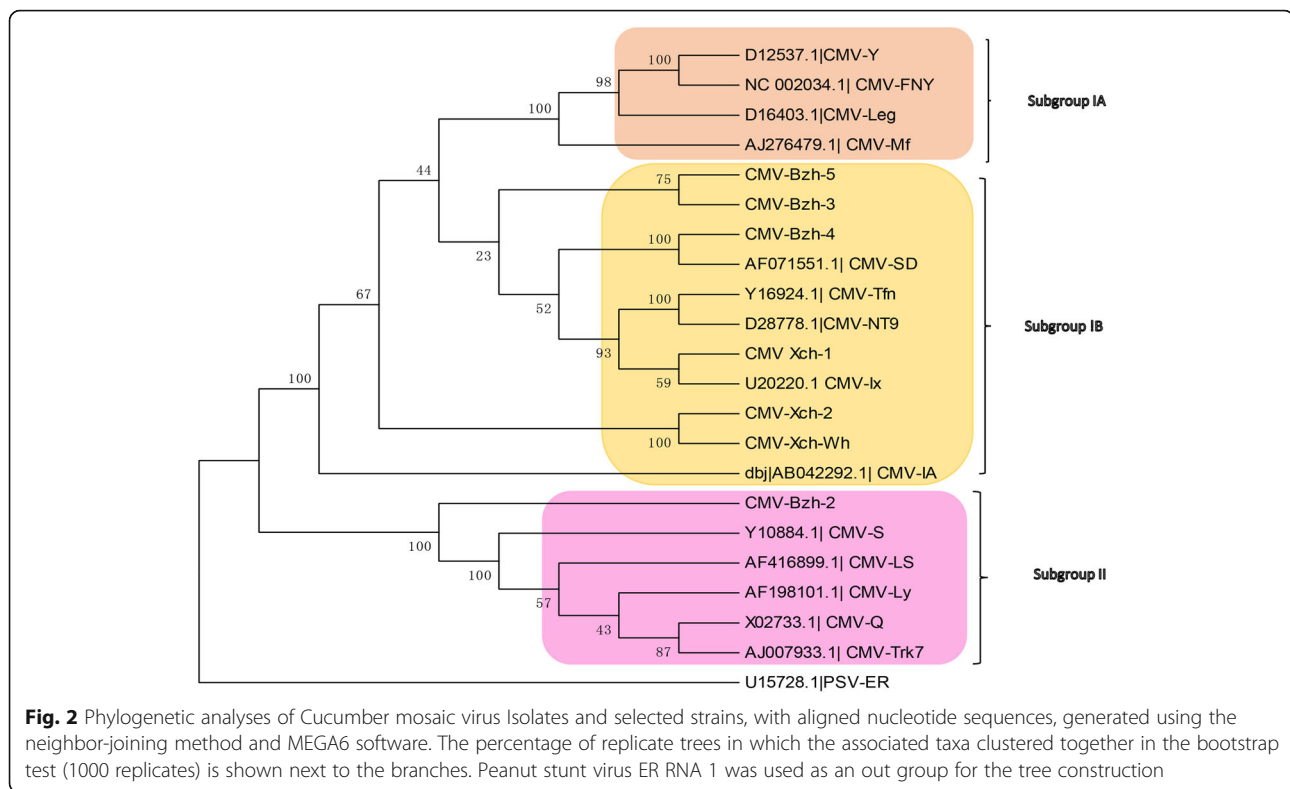 D12537.1|CMV-Y
100
NC 002034.1| CMV-FNY
98
D16403.1|CMV-Leg
100
AJ276479.1| CMV-Mf
Subgroup IA
44
CMV-Bzh-5
75
CMV-Bzh-3
23
CMV-Bzh-4
100
AF071551.1| CMV-SD
52
Y16924.1| CMV-Tfn
100
D28778.1|CMV-NT9
93
CMV Xch-1
59
U20220.1 CMV-Ix
67
CMV-Xch-2
100
CMV-Xch-Wh
100
dbj|AB042292.1| CMV-IA
Subgroup IB
CMV-Bzh-2
100
Y10884.1| CMV-S
100
AF416899.1| CMV-LS
57
AF198101.1| CMV-Ly
43
X02733.1| CMV-Q
87
AJ007933.1| CMV-Trk7
Subgroup II
U15728.1|PSV-ER
Fig. 2 Phylogenetic analyses of Cucumber mosaic virus Isolates and selected strains, with aligned nucleotide sequences, generated using the
neighbor-joining method and MEGA6 software. The percentage of replicate trees in which the associated taxa clustered together in the bootstrap
test (1000 replicates) is shown next to the branches. Peanut stunt virus ER RNA 1 was used as an out group for the tree construction